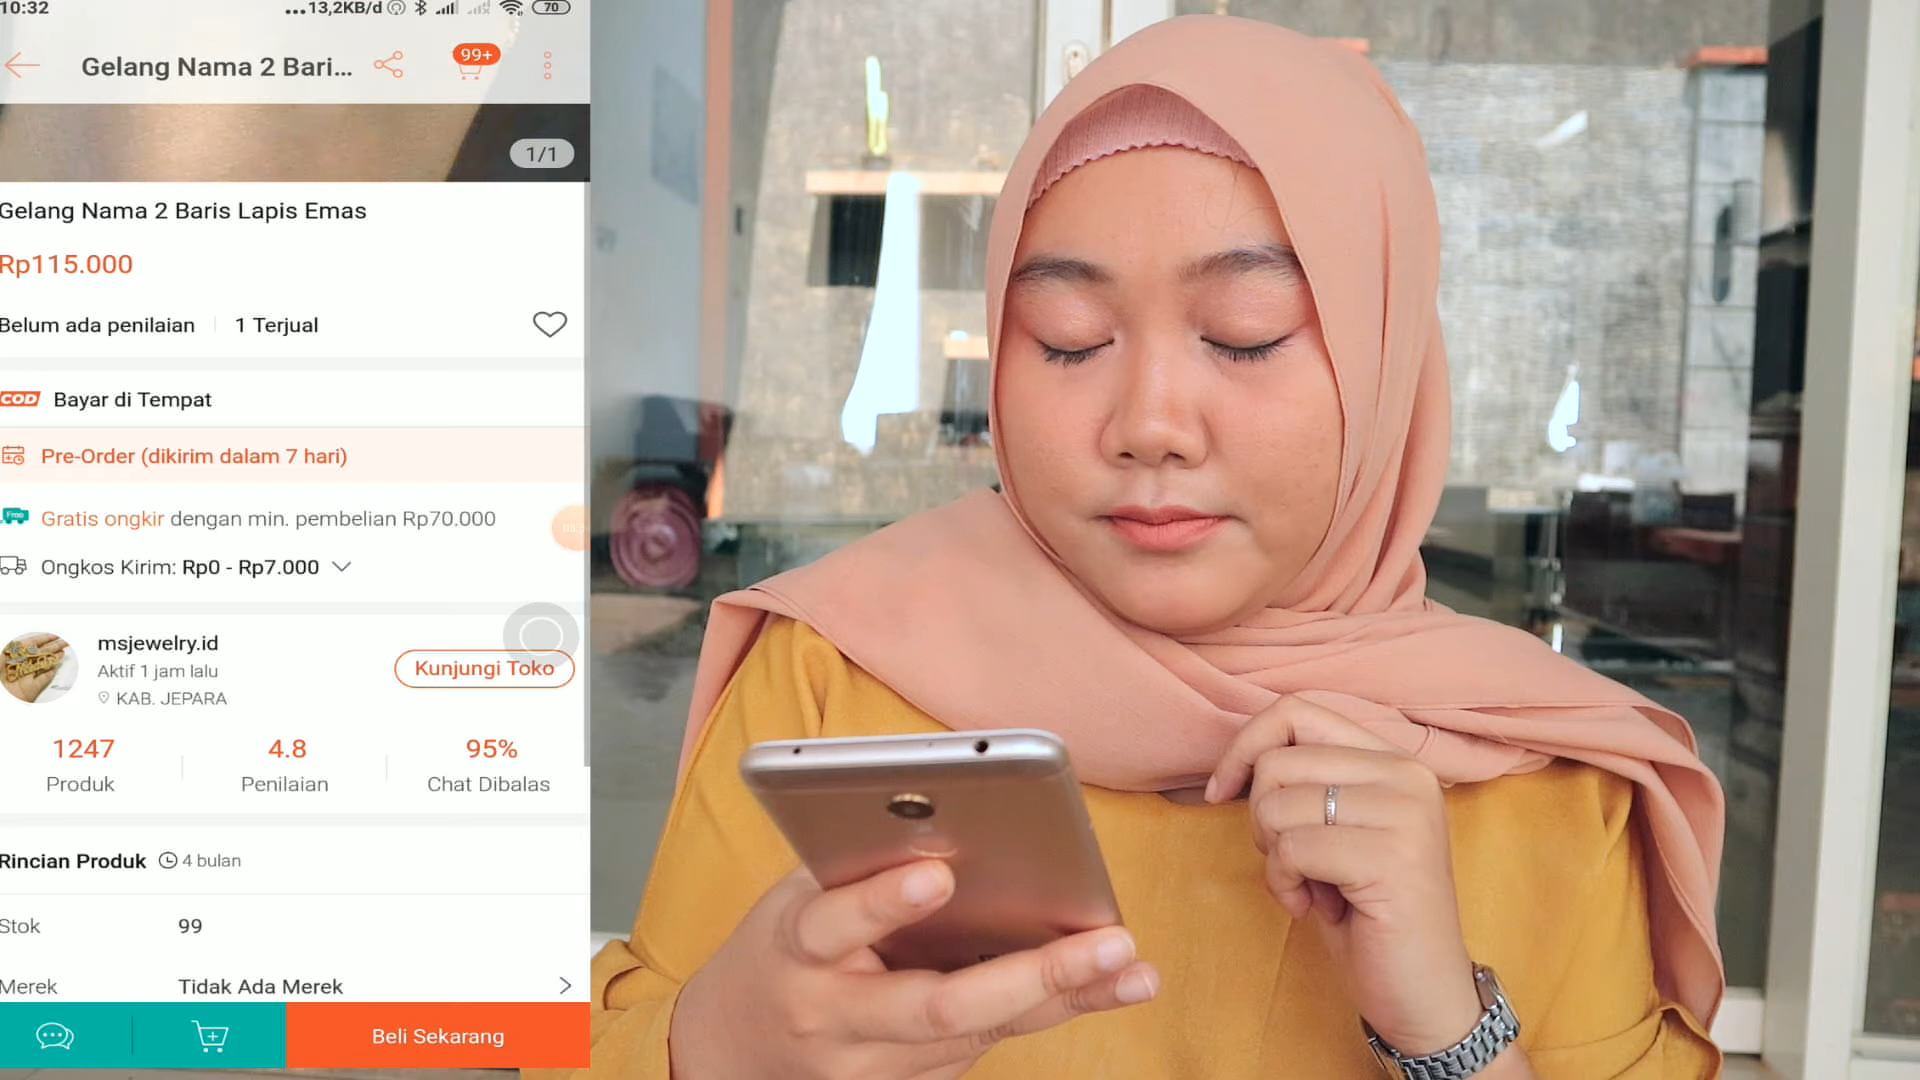 10:32 ...13,2KB/d 70
Gelang Nama 2 Bari... 99+
1/1
Gelang Nama 2 Baris Lapis Emas
Rp115.000
Belum ada penilaian 1 Terjual
COD Bayar di Tempat
Pre-Order (dikirim dalam 7 hari)
Free Gratis ongkir dengan min. pembelian Rp70.000
Ongkos Kirim: Rp0 - Rp7.000
msjewelry.id
Aktif 1 jam lalu
KAB. JEPARA
Kunjungi Toko
1247 4.8 95%
Produk Penilaian Chat Dibalas
Rincian Produk 4 bulan
Stok 99
Merek Tidak Ada Merek
Beli Sekarang